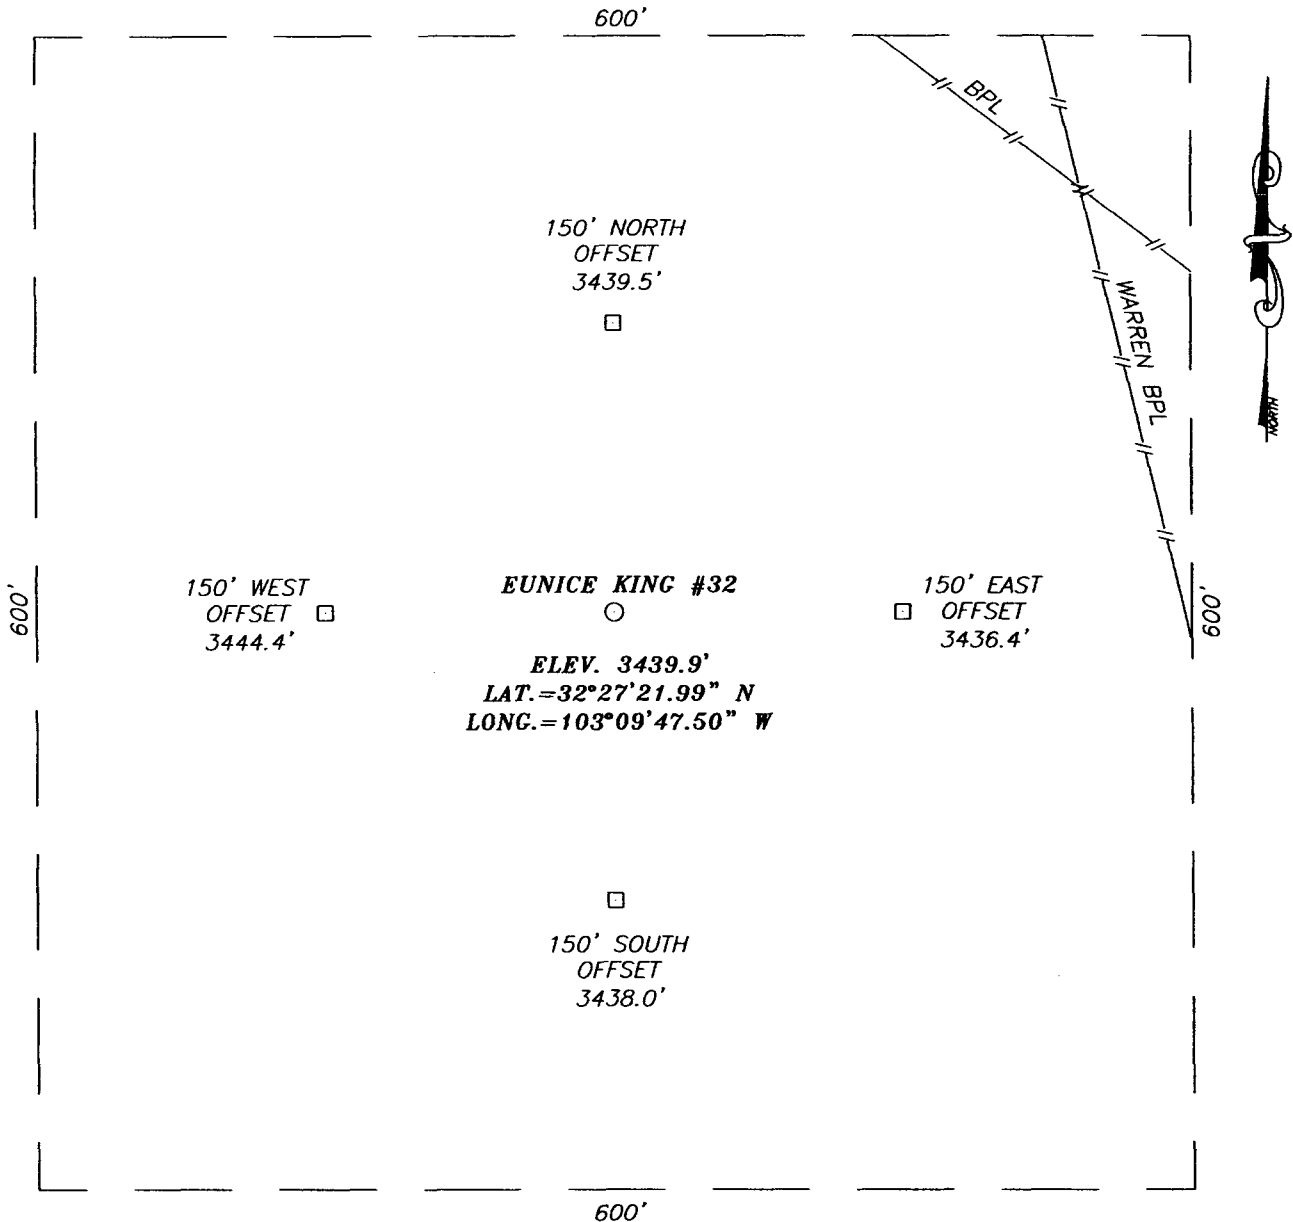 600'
BPL
150' NORTH
OFFSET
3439.5'
WARREN BPL
NORTH
600'
150' WEST
OFFSET
3444.4'
EUNICE KING #32
ELEV. 3439.9'
LAT.=32°27'21.99" N
LONG.=103°09'47.50" W
150' EAST
OFFSET
3436.4'
600'
150' SOUTH
OFFSET
3438.0'
600'